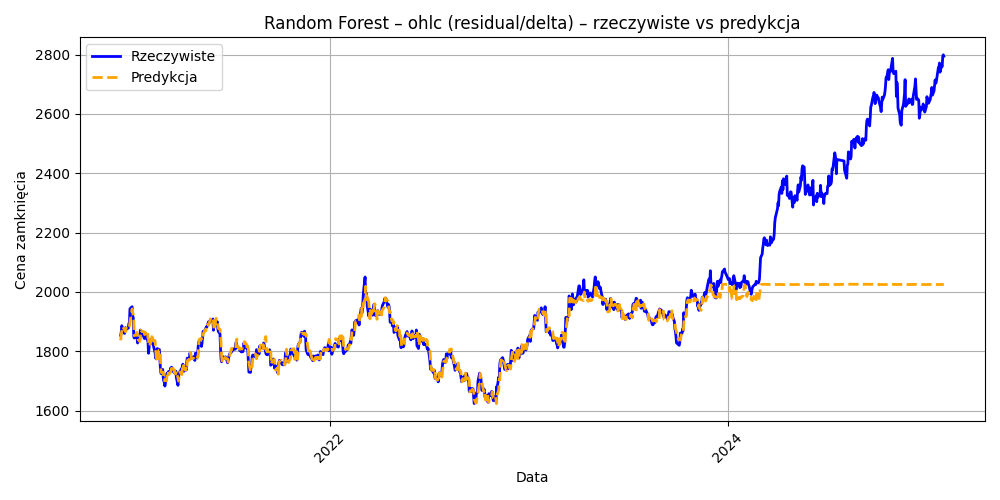 Random Forest – ohlc (residual/delta) – rzeczywiste vs predykcja
Rzeczywiste
Predykcja
2800
2600
2400
2200
2000
1800
1600
Cena zamknięcia
2022
2024
Data